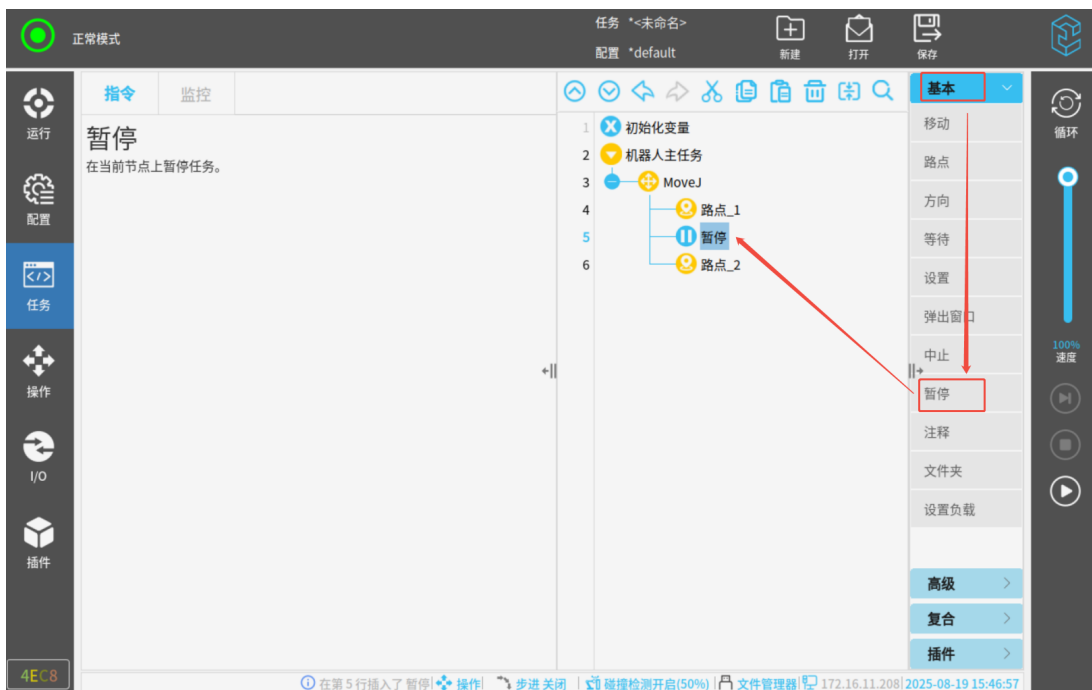 正常模式
任务 *<未命名>
配置 *default
新建
打开
保存
运行
配置
任务
操作
I/O
插件
4EC8
指令
监控
暂停
在当前节点上暂停任务。
1 初始化变量
2 机器人主任务
3 MoveJ
4 路点_1
5 暂停
6 路点_2
基本
移动
路点
方向
等待
设置
弹出窗口
中止
暂停
注释
文件夹
设置负载
高级
复合
插件
循环
100%
速度
在第5行插入了 暂停 操作 步进 关闭 碰撞检测开启(50%) 文件管理器 172.16.11.208 2025-08-19 15:46:57